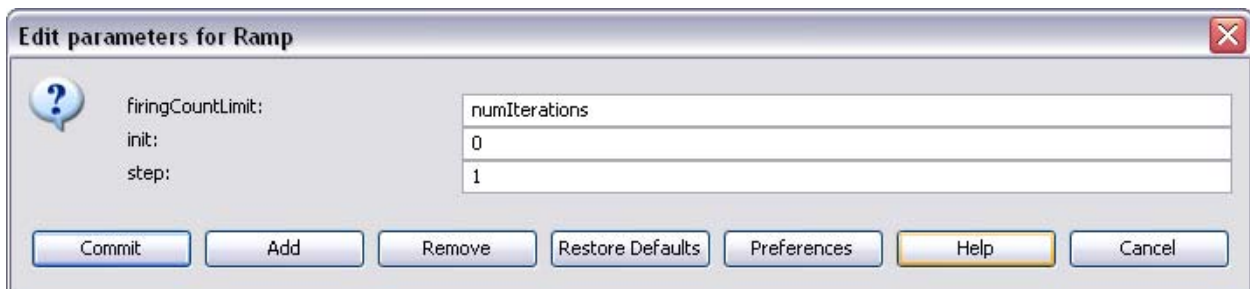 Edit parameters for Ramp
?
firingCountLimit: numIterations
init: 0
step: 1
Commit Add Remove Restore Defaults Preferences Help Cancel